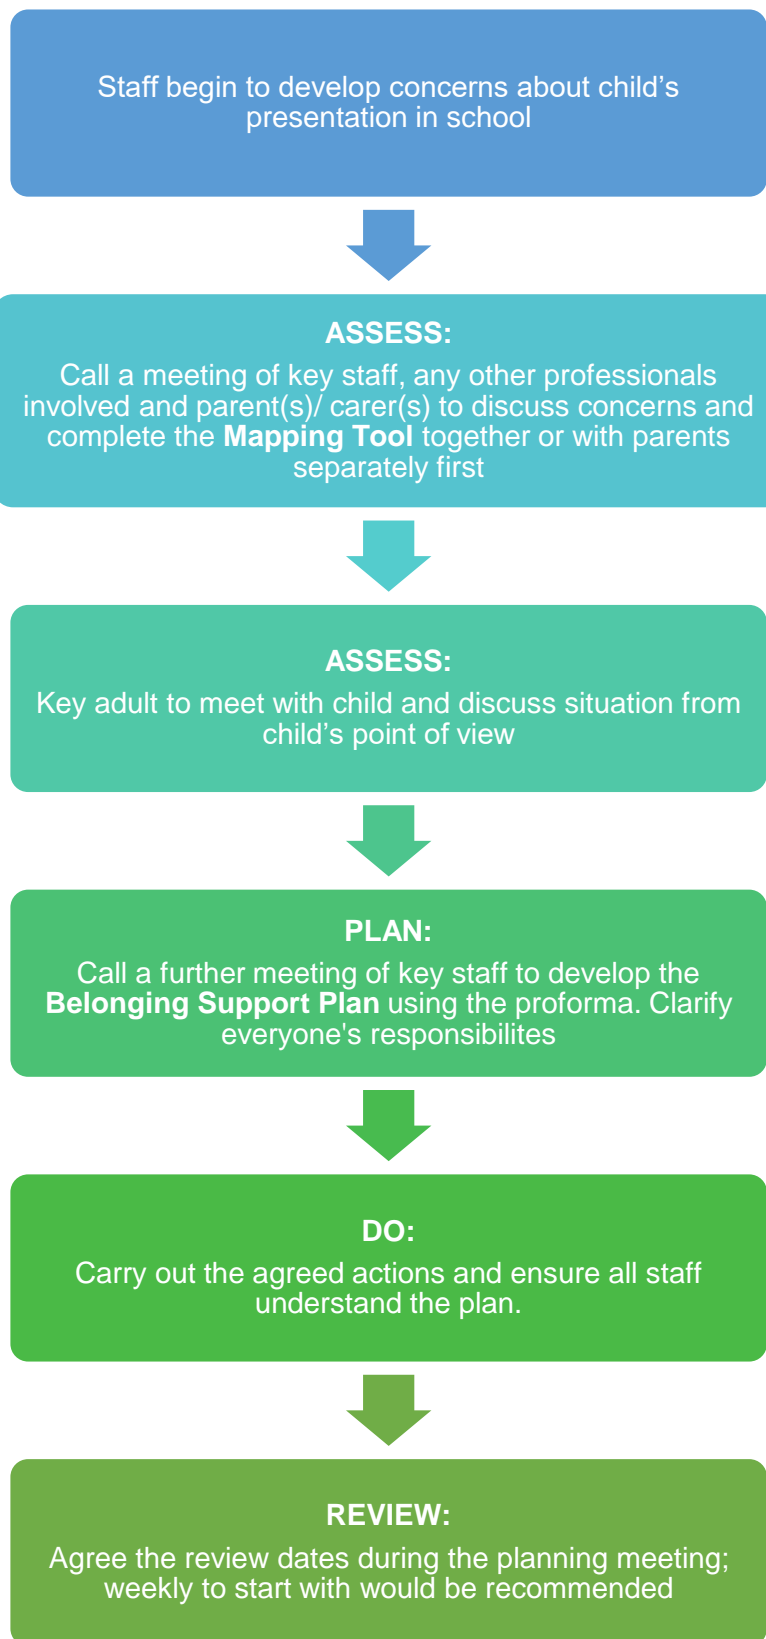 Staff begin to develop concerns about child’s
presentation in school
ASSESS:
Call a meeting of key staff, any other professionals
involved and parent(s)/ carer(s) to discuss concerns and
complete the Mapping Tool together or with parents
separately first
ASSESS:
Key adult to meet with child and discuss situation from
child’s point of view
PLAN:
Call a further meeting of key staff to develop the
Belonging Support Plan using the proforma. Clarify
everyone's responsibilites
DO:
Carry out the agreed actions and ensure all staff
understand the plan.
REVIEW:
Agree the review dates during the planning meeting;
weekly to start with would be recommended